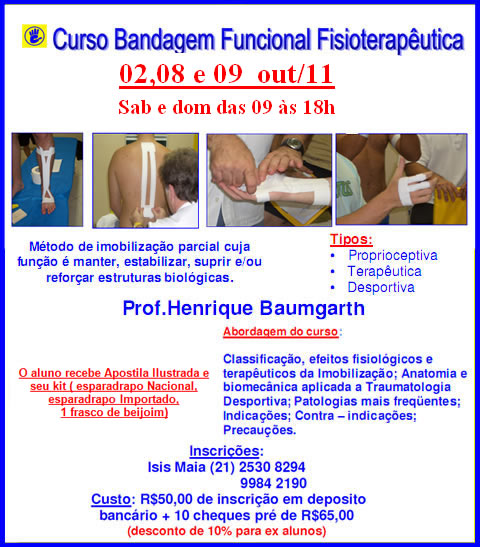 Curso Bandagem Funcional Fisioterapêutica
02,08 e 09 out/11
Sab e dom das 09 às 18h
Método de imobilização parcial cuja
função é manter, estabilizar, suprir e/ou
reforçar estruturas biológicas.
Tipos:
• Proprioceptiva
• Terapêutica
• Desportiva
Prof.Henrique Baumgarth
Abordagem do curso:
Classificação, efeitos fisiológicos e
terapêuticos da Imobilização; Anatomia e
biomecânica aplicada a Traumatologia
Desportiva; Patologias mais freqüentes;
Indicações; Contra – indicações;
Precauções.
O aluno recebe Apostila Ilustrada e
seu kit ( esparadrapo Nacional,
esparadrapo Importado,
1 frasco de beijoim)
Inscrições:
Isis Maia (21) 2530 8294
9984 2190
Custo: R$50,00 de inscrição em deposito
bancário + 10 cheques pré de R$65,00
(desconto de 10% para ex alunos)